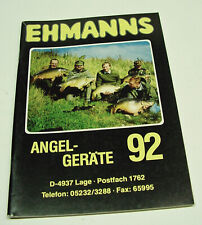 EHMANNS
ANGEL-
GERÄTE 92
D-4937 Lage · Postfach 1762
Telefon: 05232/3288 · Fax: 65995